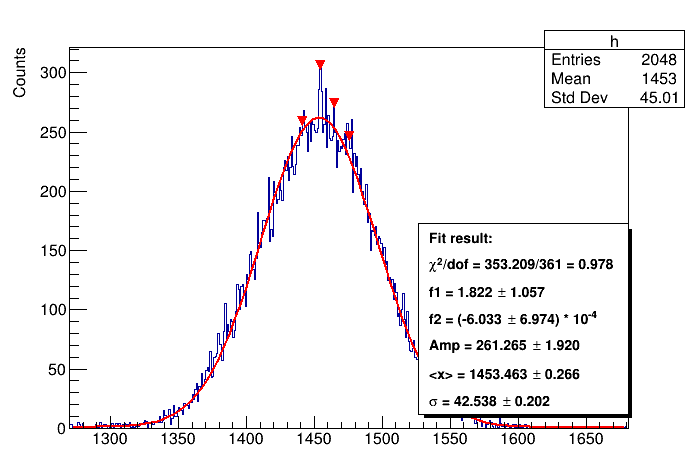 h
Entries 2048
Mean 1453
Std Dev 45.01
Counts
300
250
200
150
100
50
0
Fit result:
χ²/dof = 353.209/361 = 0.978
f1 = 1.822 ± 1.057
f2 = (-6.033 ± 6.974) * 10⁻⁴
Amp = 261.265 ± 1.920
<x> = 1453.463 ± 0.266
σ = 42.538 ± 0.202
1300 1350 1400 1450 1500 1550 1600 1650